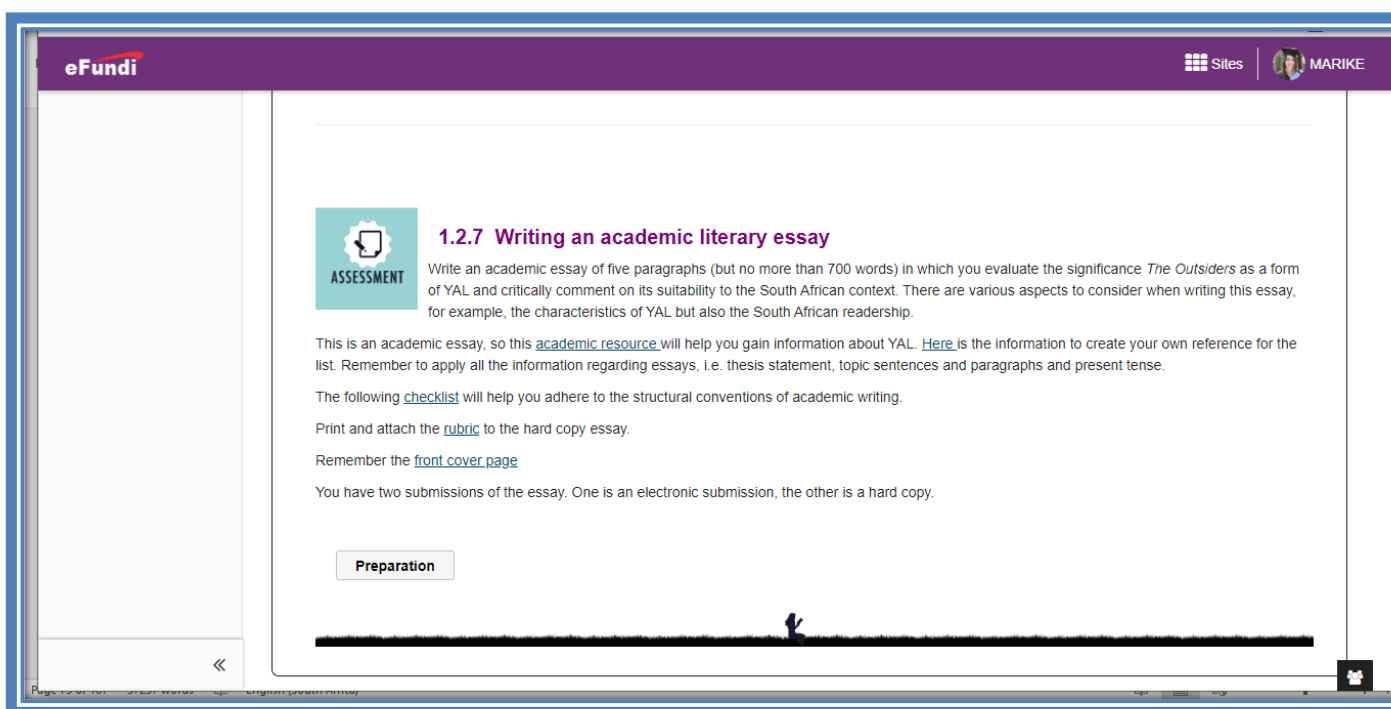 eFundi
Sites
MARIKE
ASSESSMENT
1.2.7 Writing an academic literary essay
Write an academic essay of five paragraphs (but no more than 700 words) in which you evaluate the significance The Outsiders as a form
of YAL and critically comment on its suitability to the South African context. There are various aspects to consider when writing this essay,
for example, the characteristics of YAL but also the South African readership.
This is an academic essay, so this academic resource will help you gain information about YAL. Here is the information to create your own reference for the
list. Remember to apply all the information regarding essays, i.e. thesis statement, topic sentences and paragraphs and present tense.
The following checklist will help you adhere to the structural conventions of academic writing.
Print and attach the rubric to the hard copy essay.
Remember the front cover page
You have two submissions of the essay. One is an electronic submission, the other is a hard copy.
Preparation
English (South Africa)